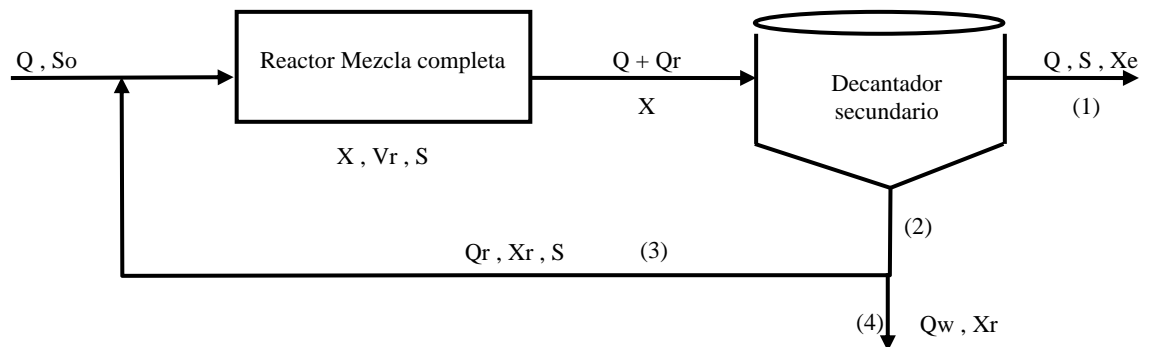 Q , So
Reactor Mezcla completa
Q + Qr
X
Decantador
secundario
Q , S , Xe
(1)
X , Vr , S
(2)
Qr , Xr , S
(3)
(4)
Qw , Xr